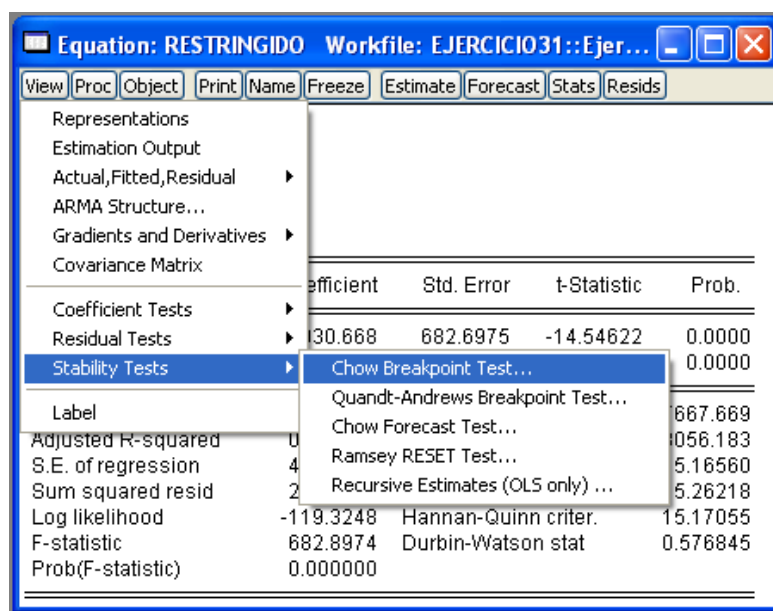 Equation: RESTRINGIDO Workfile: EJERCICIO31::Ejer...
View Proc Object Print Name Freeze Estimate Forecast Stats Resids
Representations
Estimation Output
Actual,Fitted,Residual
ARMA Structure...
Gradients and Derivatives
Covariance Matrix
Coefficient Tests
Residual Tests
Stability Tests
Label
Chow Breakpoint Test...
Quandt-Andrews Breakpoint Test...
Chow Forecast Test...
Ramsey RESET Test...
Recursive Estimates (OLS only) ...
efficient Std. Error t-Statistic Prob.
30.668 682.6975 -14.54622 0.0000
0.0000
667.669
Adjusted R-squared 0 056.183
S.E. of regression 4 5.16560
Sum squared resid 2 5.26218
Log likelihood -119.3248 Hannan-Quinn criter. 15.17055
F-statistic 682.8974 Durbin-Watson stat 0.576845
Prob(F-statistic) 0.000000